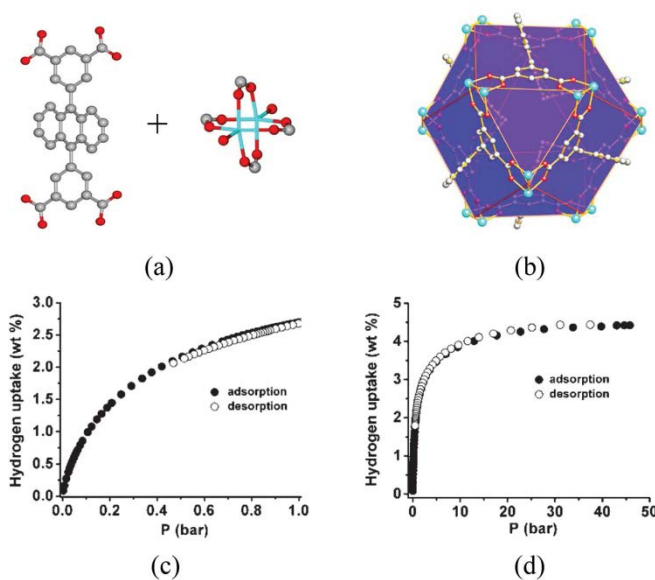 +
(a)
(b)
Hydrogen uptake (wt %)
3.0
2.5
2.0
1.5
1.0
0.5
0.0
adsorption
desorption
0.0 0.2 0.4 0.6 0.8 1.0
P (bar)
(c)
Hydrogen uptake (wt %)
5
4
3
2
1
0
adsorption
desorption
0 10 20 30 40 50
P (bar)
(d)